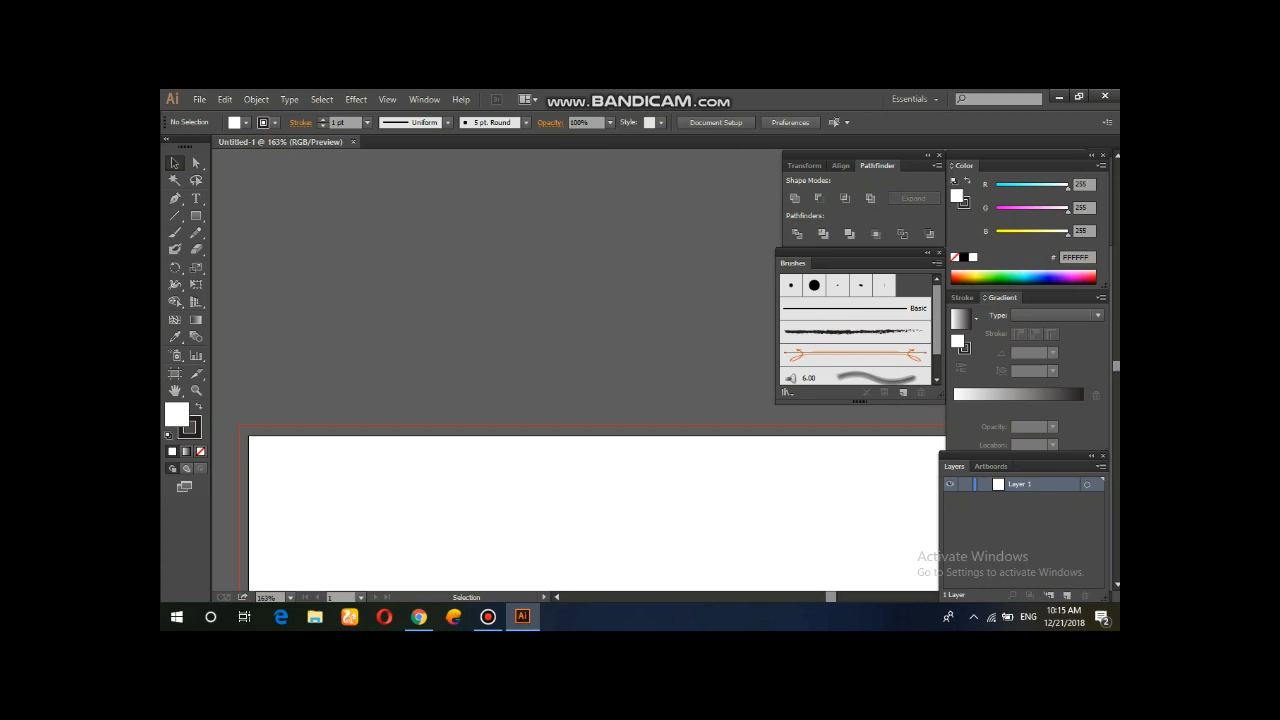 Ai File Edit Object Type Select Effect View Window Help www.BANDICAM.com Essentials
No Selection Stroke: 1 pt Uniform 5 pt. Round Opacity: 100% Style: Document Setup Preferences
Untitled-1 @ 163% (RGB/Preview)
Transform Align Pathfinder
Shape Modes:
Expand
Pathfinders:
Color
R 255
G 255
B 255
# FFFFFF
Brushes
Basic
6.00
Stroke Gradient
Type:
Stroke:
Opacity:
Location:
Layers Artboards
Layer 1
Activate Windows
Go to Settings to activate Windows.
1 Layer
163% 1 Selection
Ai ENG 10:15 AM
12/21/2018
2